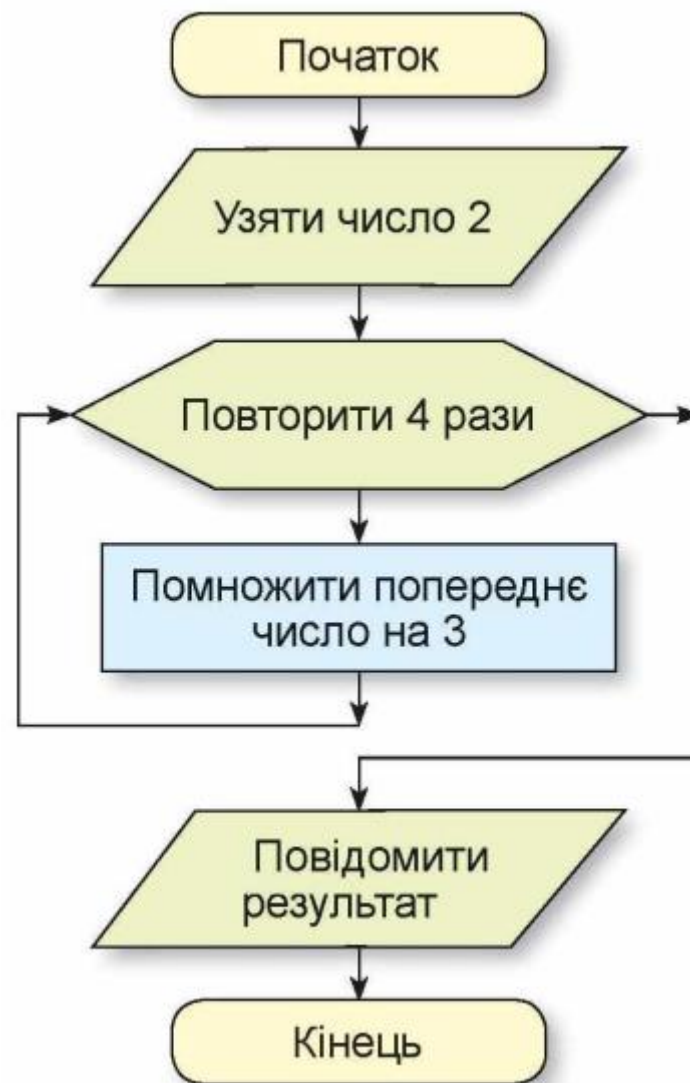 Початок
Узяти число 2
Повторити 4 рази
Помножити попереднє
число на 3
Повідомити
результат
Кінець